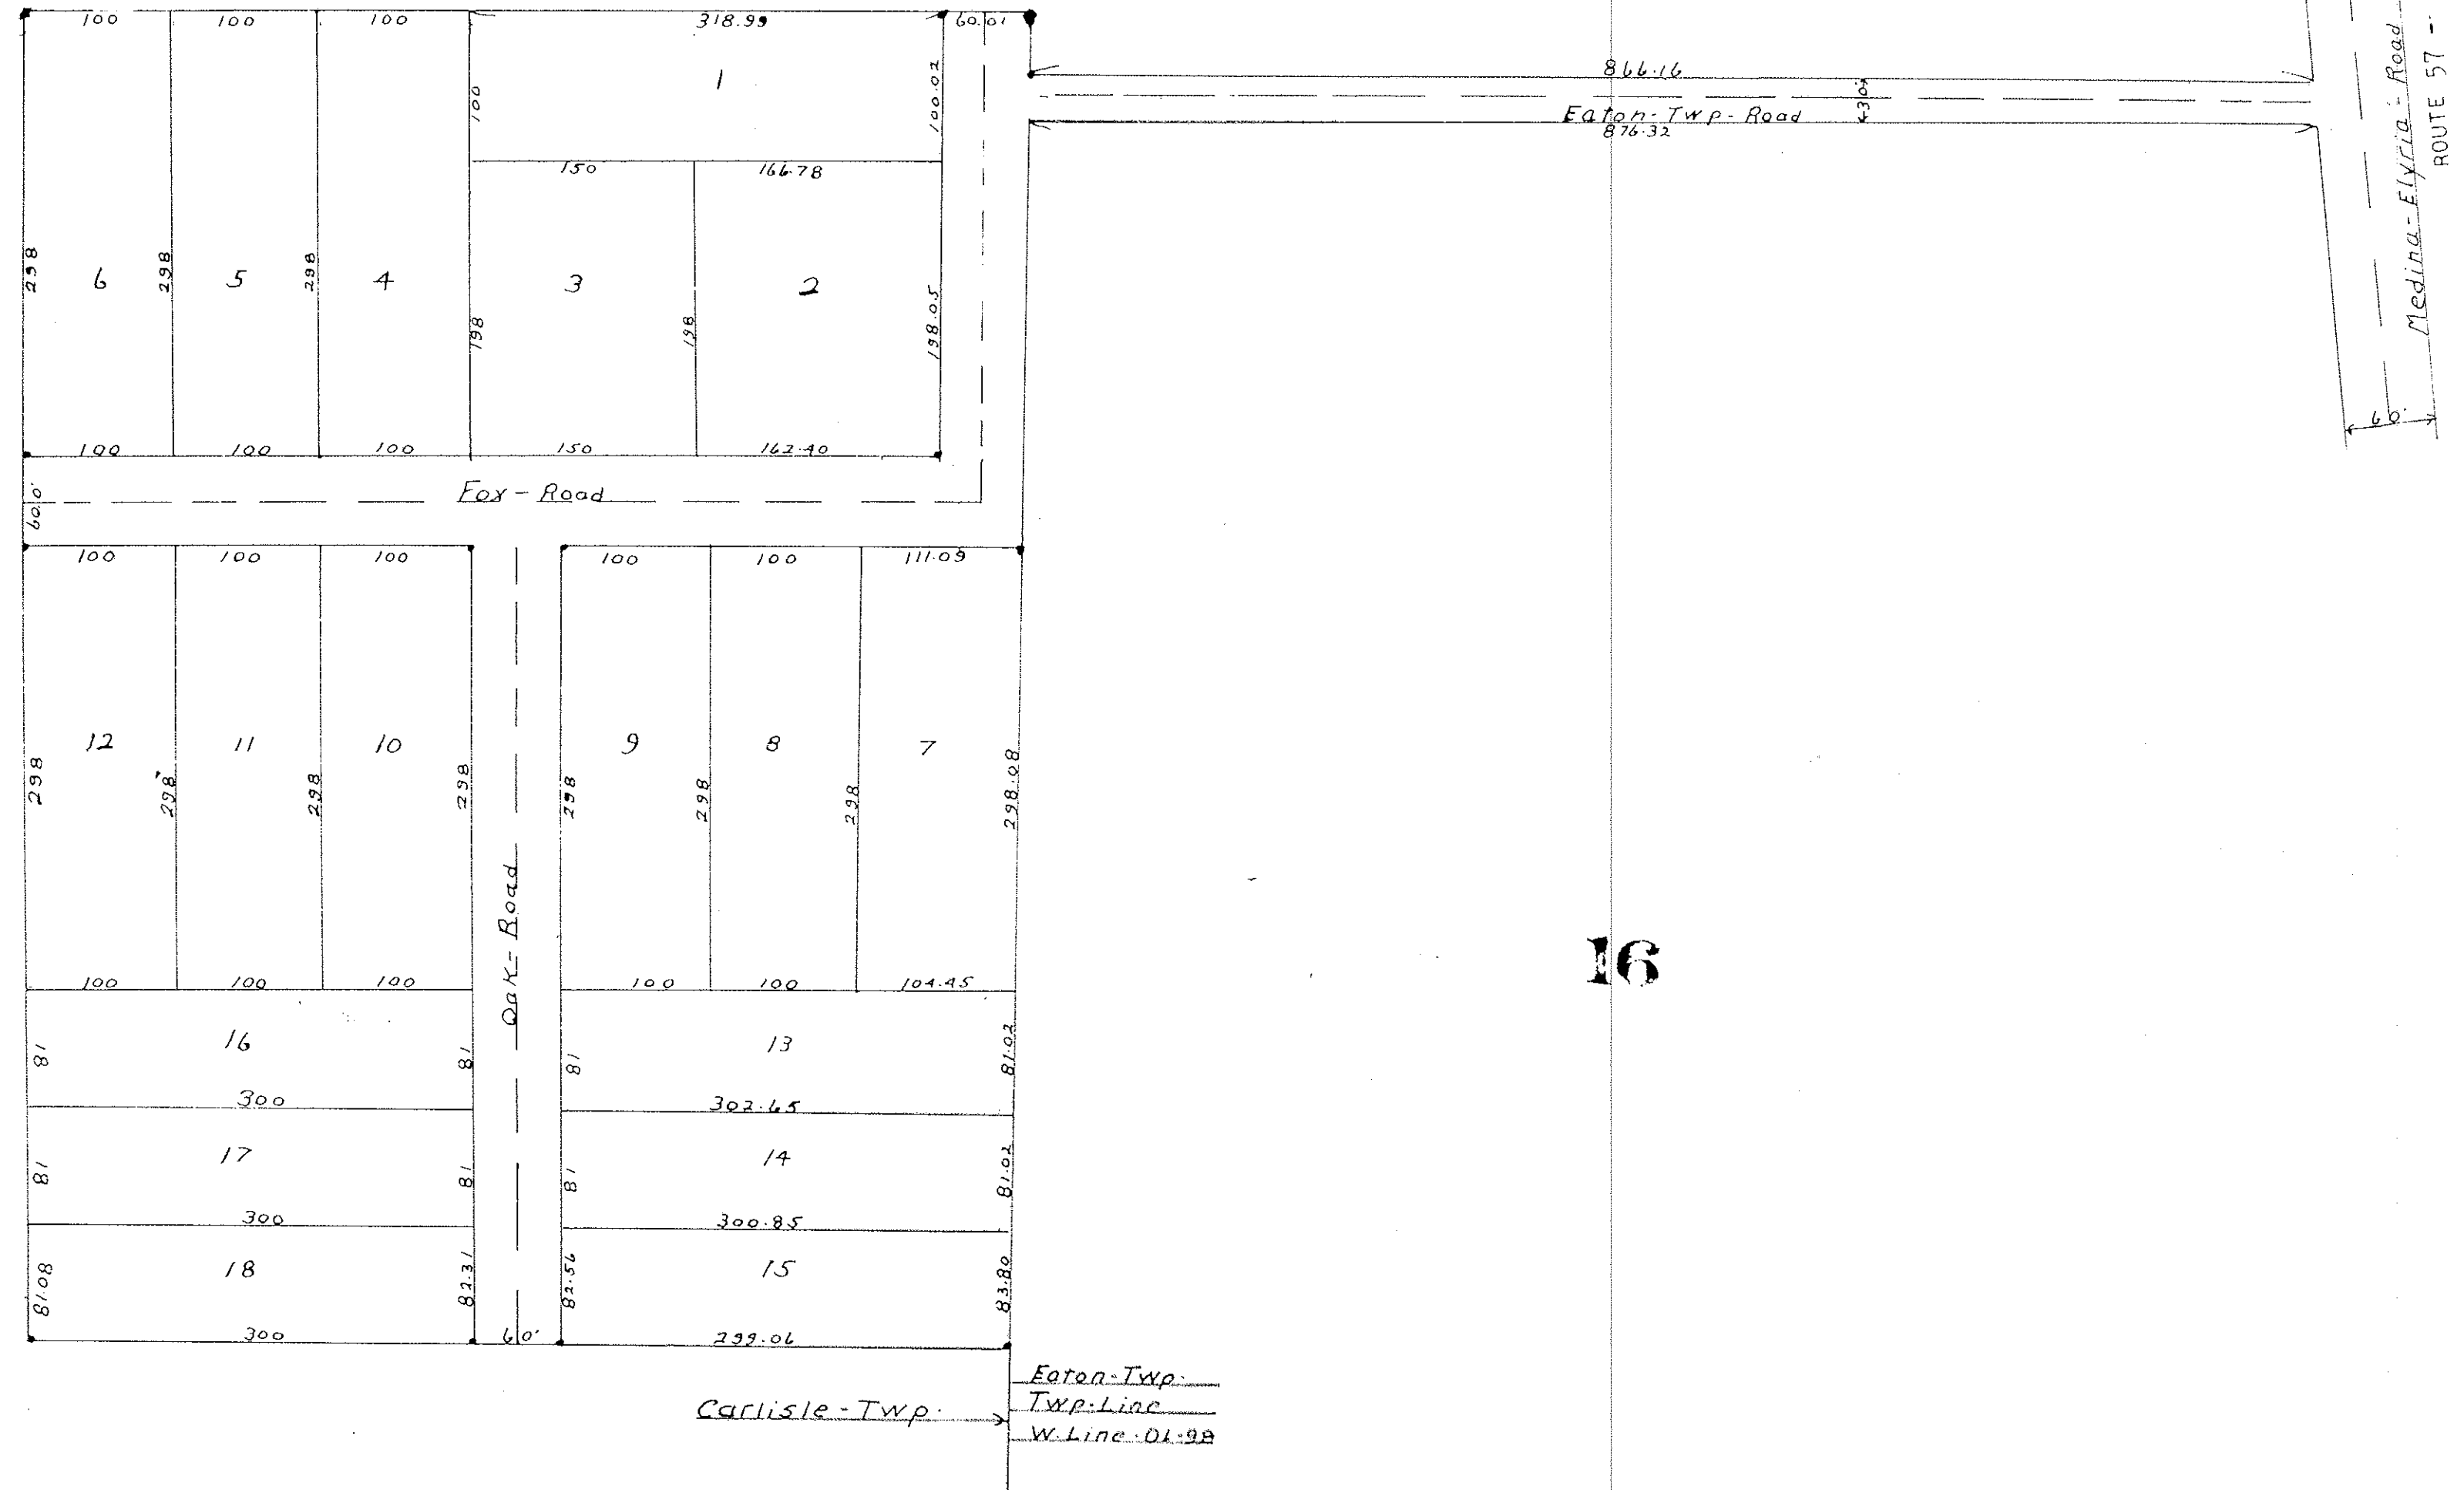 100 100 100 318.99 60.01
1
100 100.02
866.16
30'
Eaton-Twp-Road
876.32
Medina-Elyria-Road
ROUTE 57
60'
150 166.78
298 6 298 5 298 4 3 2
198 198 198.05
100 100 100 150 162.40
60.0'
Fox-Road
100 100 100 100 100 111.09
12 11 10 9 8 7
298 298 298 298 298 298 298 298.08
Oak-Road
100 100 100 100 100 104.45
16
16 13
81 81 81 81.02
300 302.65
17 14
81 81 81 81.02
300 300.85
18 15
81.08 82.31 82.56 83.80
300 60' 299.06
Eaton-Twp.
Carlisle-Twp.
Twp.Line
W.Line.OL.98